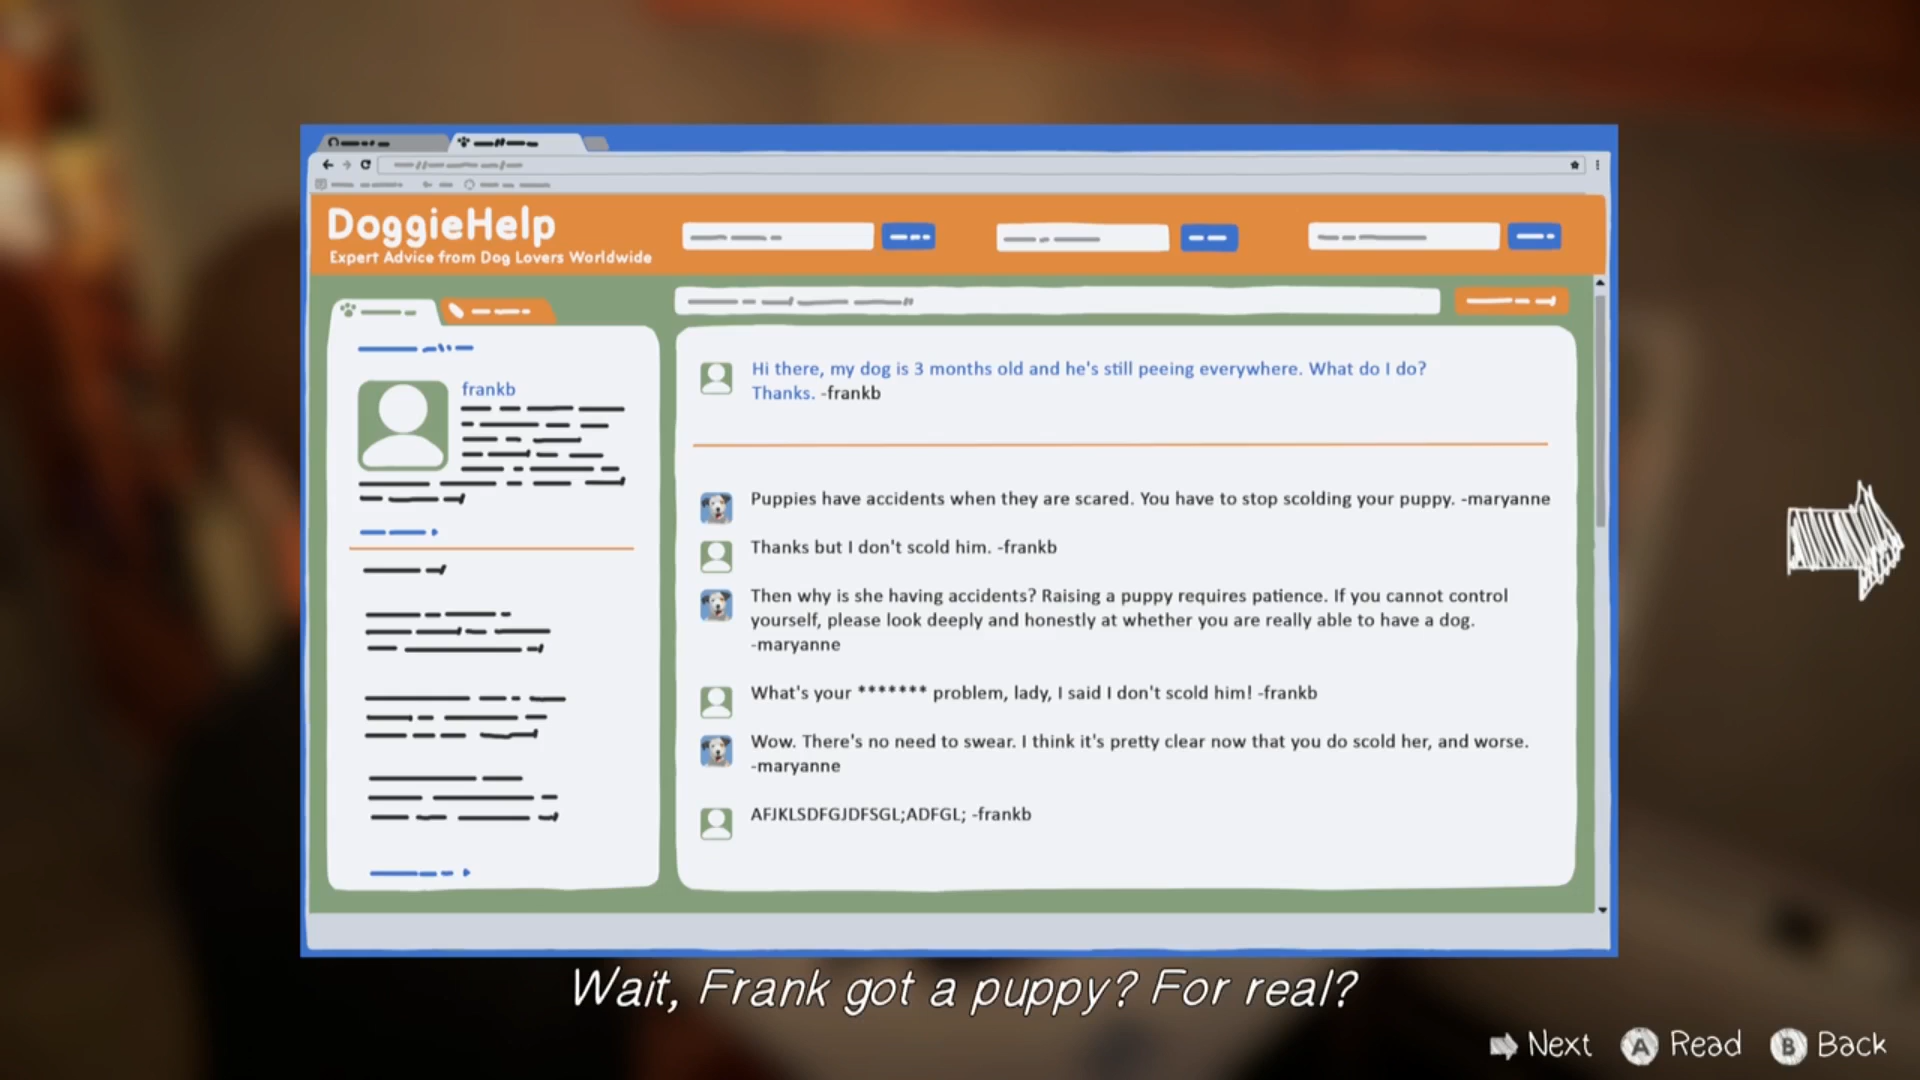 DoggieHelp
Expert Advice from Dog Lovers Worldwide
frankb
Hi there, my dog is 3 months old and he's still peeing everywhere. What do I do?
Thanks. -frankb
Puppies have accidents when they are scared. You have to stop scolding your puppy. -maryanne
Thanks but I don't scold him. -frankb
Then why is she having accidents? Raising a puppy requires patience. If you cannot control
yourself, please look deeply and honestly at whether you are really able to have a dog.
-maryanne
What's your ******* problem, lady, I said I don't scold him! -frankb
Wow. There's no need to swear. I think it's pretty clear now that you do scold her, and worse.
-maryanne
AFJKLSDFGJDFSGL;ADFGL; -frankb
Wait, Frank got a puppy? For real?
Next A Read B Back